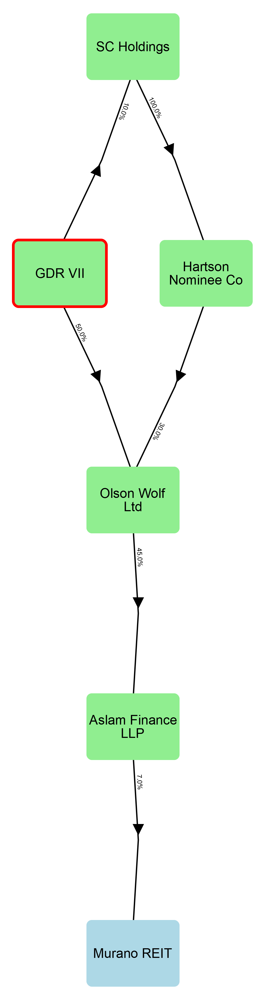 SC Holdings
10.0%
100.0%
GDR VII
Hartson
Nominee Co
50.0%
30.0%
Olson Wolf
Ltd
45.0%
Aslam Finance
LLP
7.0%
Murano REIT